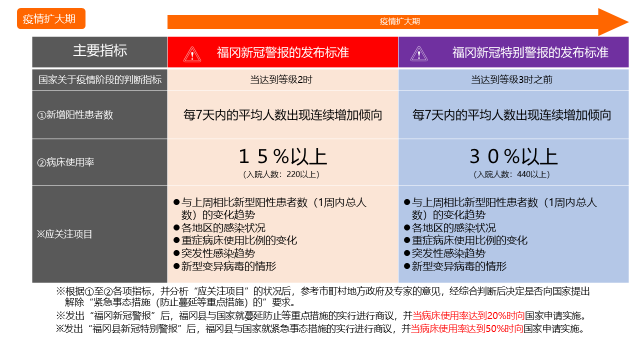 疫情扩大期
疫情扩大期
主要指标
福冈新冠警报的发布标准
福冈新冠特别警报的发布标准
国家关于疫情阶段的判断指标
当达到等级2时
当达到等级3时之前
①新增阳性患者数
每7天内的平均人数出现连续增加倾向
每7天内的平均人数出现连续增加倾向
②病床使用率
１５%以上
（入院人数：220以上）
３０%以上
（入院人数：440以上）
※应关注项目
●与上周相比新型阳性患者数（1周内总人
数）的变化趋势
●各地区的感染状况
●重症病床使用比例的变化
●突发性感染趋势
●新型变异病毒的情形
●与上周相比新型阳性患者数（1周内总人
数）的变化趋势
●各地区的感染状况
●重症病床使用比例的变化
●突发性感染趋势
●新型变异病毒的情形
※根据①至②各项指标，并分析“应关注项目”的状况后，参考市町村地方政府及专家的意见，经综合判断后决定是否向国家提出
解除“紧急事态措施（防止蔓延等重点措施）的”要求。
※发出“福冈新冠警报”后，福冈县与国家就蔓延防止等重点措施的实行进行商议，并当病床使用率达到20%时向国家申请实施。
※发出“福冈县新冠特别警报”后，福冈县与国家就紧急事态措施的实行进行商议，并当病床使用率达到50%时向国家申请实施。